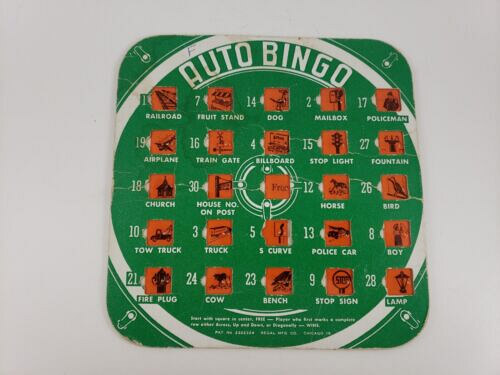 AUTO BINGO
1 7 14 2 17
RAILROAD FRUIT STAND DOG MAILBOX POLICEMAN
19 16 4 15 27
AIRPLANE TRAIN GATE BILLBOARD STOP LIGHT FOUNTAIN
18 30 Free 12 26
CHURCH HOUSE NO. ON POST HORSE BIRD
10 3 5 13 8
TOW TRUCK TRUCK S CURVE POLICE CAR BOY
21 24 23 9 28
FIRE PLUG COW BENCH STOP SIGN LAMP
Start with square in center, FREE — Player who first marks a complete
row either Across, Up and Down, or Diagonally — WINS.
PAT. No. 2302324 REGAL MFG. CO. CHICAGO